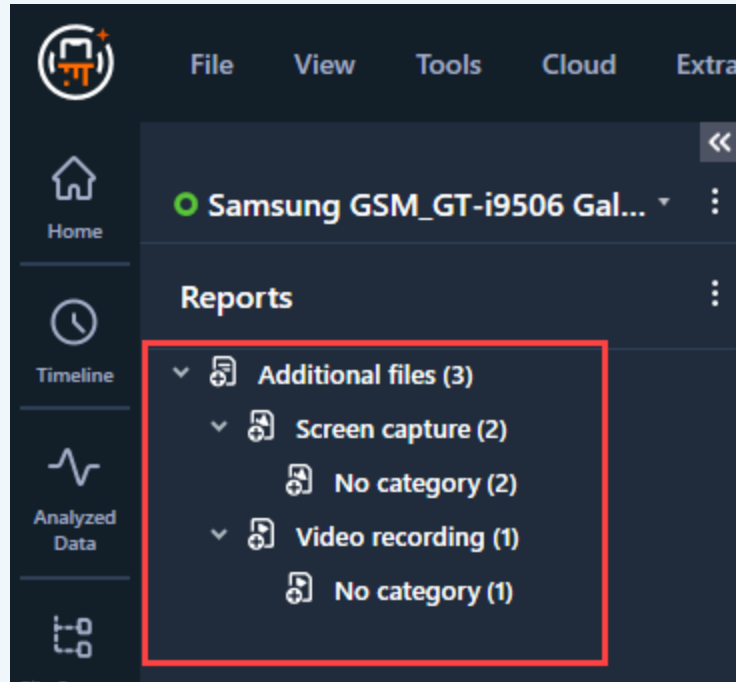 File View Tools Cloud Extra
Home
Samsung GSM_GT-i9506 Gal...
Reports
Timeline
Additional files (3)
Screen capture (2)
No category (2)
Analyzed
Data
Video recording (1)
No category (1)